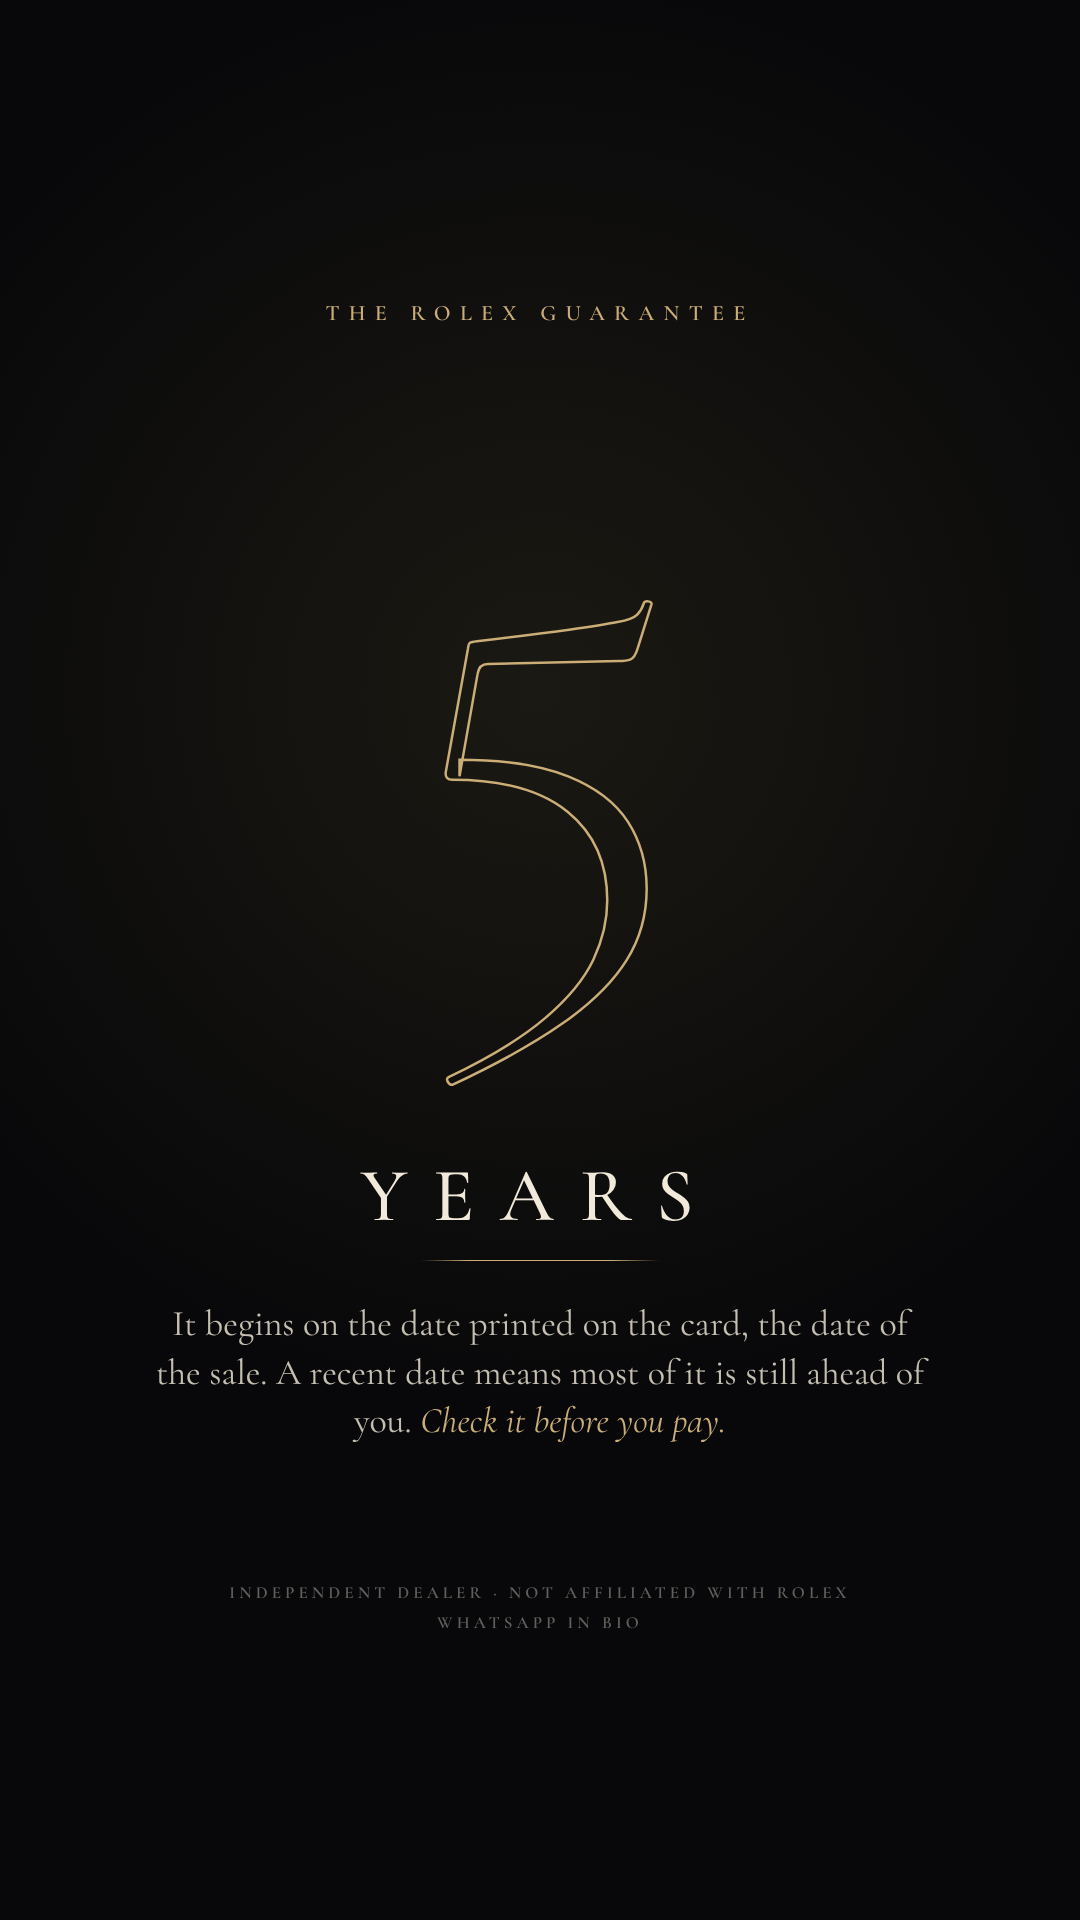 THE ROLEX GUARANTEE
5
YEARS
It begins on the date printed on the card, the date of
the sale. A recent date means most of it is still ahead of
you. Check it before you pay.
INDEPENDENT DEALER · NOT AFFILIATED WITH ROLEX
WHATSAPP IN BIO